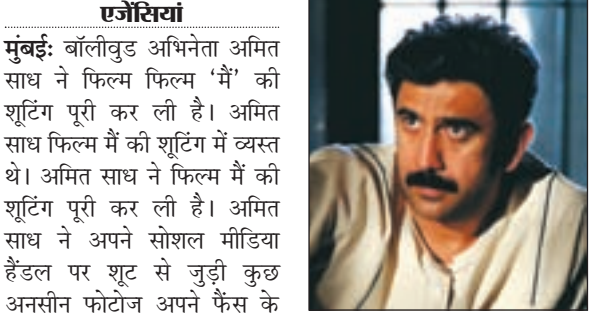 एजेंसियां
मुंबईः बॉलीवुड अभिनेता अमित
साध ने फिल्म फिल्म ‘मैं’ की
शूटिंग पूरी कर ली है। अमित
साध फिल्म मैं की शूटिंग में व्यस्त
थे। अमित साध ने फिल्म मैं की
शूटिंग पूरी कर ली है। अमित
साध ने अपने सोशल मीडिया
हैंडल पर शूट से जुड़ी कुछ
अनसीन फोटोज अपने फैंस के